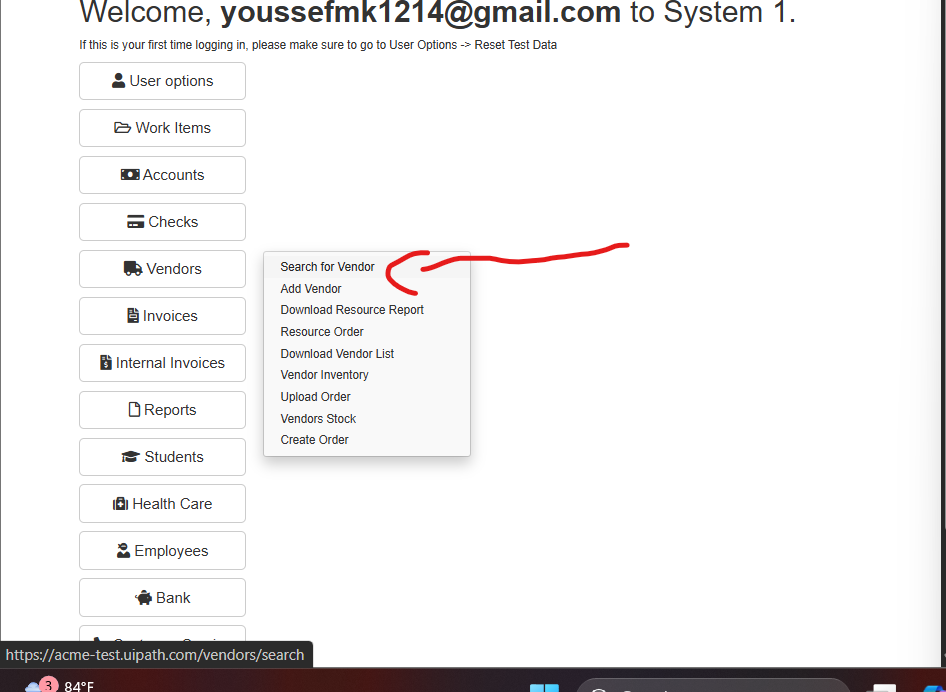 Welcome, youssefmk1214@gmail.com to System 1.
If this is your first time logging in, please make sure to go to User Options -> Reset Test Data
User options
Work Items
Accounts
Checks
Vendors
Search for Vendor
Add Vendor
Download Resource Report
Resource Order
Download Vendor List
Vendor Inventory
Upload Order
Vendors Stock
Create Order
Invoices
Internal Invoices
Reports
Students
Health Care
Employees
Bank
https://acme-test.uipath.com/vendors/search
3
84°F